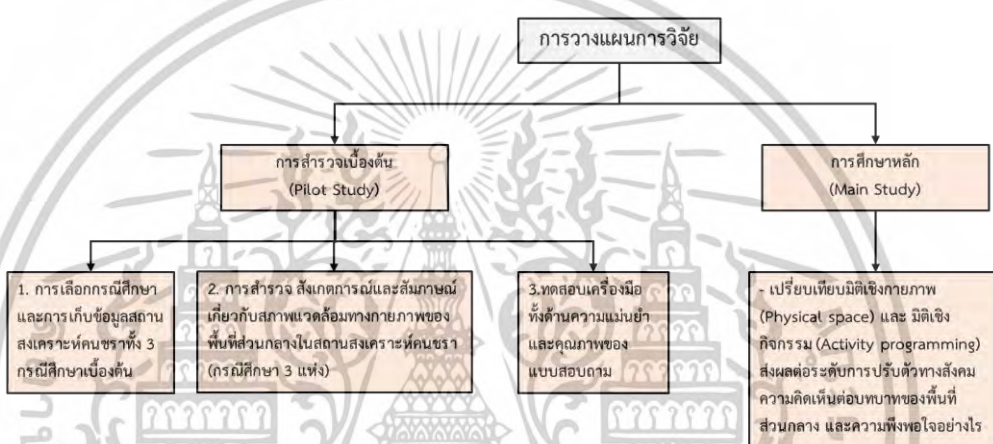 การวางแผนการวิจัย
การสำรวจเบื้องต้น
(Pilot Study)
การศึกษาหลัก
(Main Study)
1. การเลือกกรณีศึกษา
และการเก็บข้อมูลสถาน
สงเคราะห์คนชราทั้ง 3
กรณีศึกษาเบื้องต้น
2. การสำรวจ สังเกตการณ์และสัมภาษณ์
เกี่ยวกับสภาพแวดล้อมทางกายภาพของ
พื้นที่ส่วนกลางในสถานสงเคราะห์คนชรา
(กรณีศึกษา 3 แห่ง)
3.ทดสอบเครื่องมือ
ทั้งด้านความแม่นยำ
และคุณภาพของ
แบบสอบถาม
- เปรียบเทียบมิติเชิงกายภาพ
(Physical space) และ มิติเชิง
กิจกรรม (Activity programming)
ส่งผลต่อระดับการปรับตัวทางสังคม
ความคิดเห็นต่อบทบาทของพื้นที่
ส่วนกลาง และความพึงพอใจอย่างไร